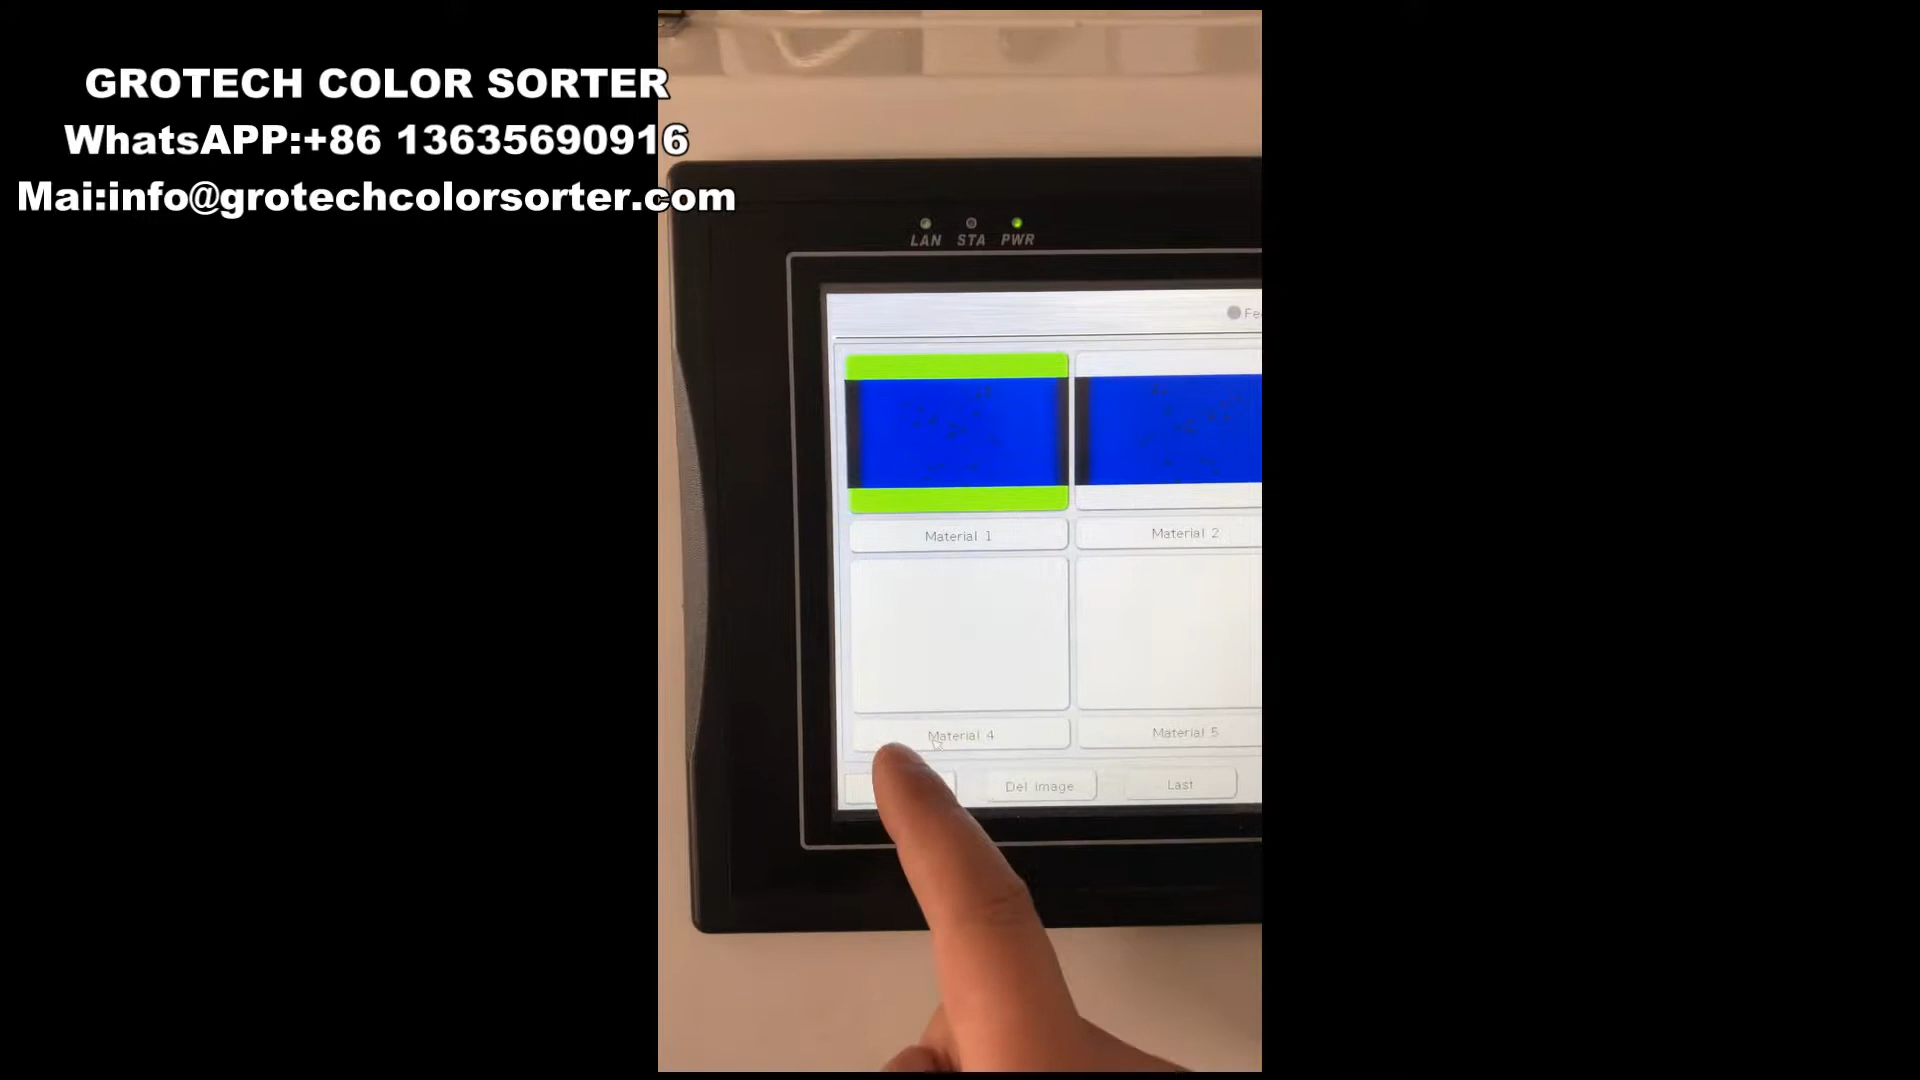 GROTECH COLOR SORTER
WhatsAPP:+86 13635690916
Mai:info@grotechcolorsorter.com
LAN STA PWR
Material 1 Material 2
Material 4 Material 5
Del image Last